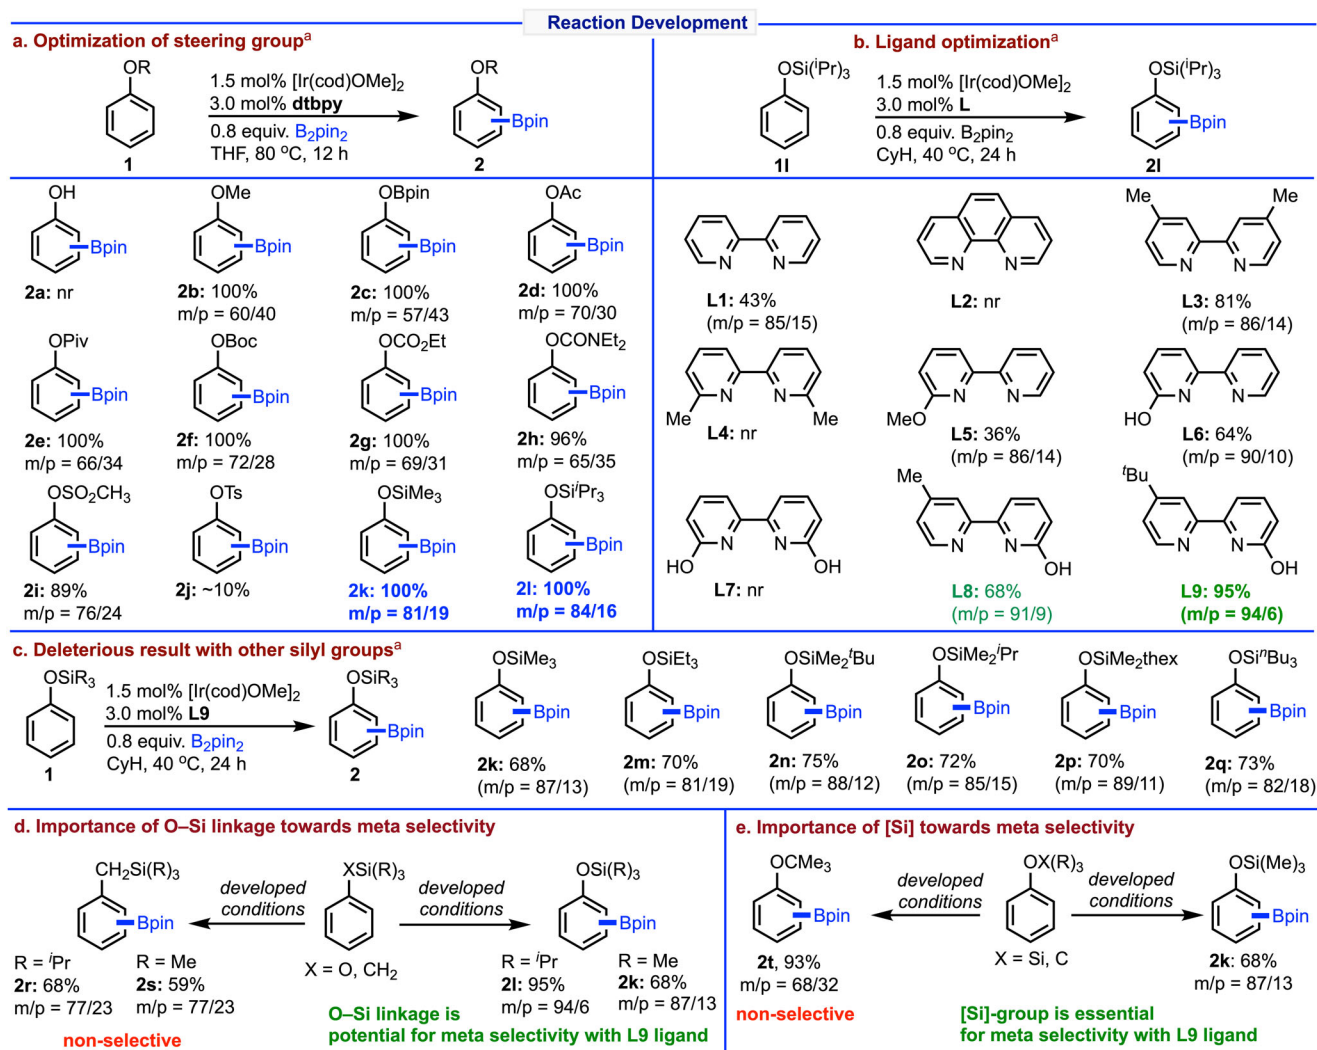 Reaction Development
a. Optimization of steering groupᵃ
OR
1
1.5 mol% [Ir(cod)OMe]₂
3.0 mol% dtbpy
0.8 equiv. B₂pin₂
THF, 80 ºC, 12 h
OR
Bpin
2
b. Ligand optimizationᵃ
OSi(ⁱPr)₃
1l
1.5 mol% [Ir(cod)OMe]₂
3.0 mol% L
0.8 equiv. B₂pin₂
CyH, 40 ºC, 24 h
OSi(ⁱPr)₃
Bpin
2l
OH
Bpin
2a: nr
OMe
Bpin
2b: 100%
m/p = 60/40
OBpin
Bpin
2c: 100%
m/p = 57/43
OAc
Bpin
2d: 100%
m/p = 70/30
OPiv
Bpin
2e: 100%
m/p = 66/34
OBoc
Bpin
2f: 100%
m/p = 72/28
OCO₂Et
Bpin
2g: 100%
m/p = 69/31
OCONEt₂
Bpin
2h: 96%
m/p = 65/35
OSO₂CH₃
Bpin
2i: 89%
m/p = 76/24
OTs
Bpin
2j: ~10%
OSiMe₃
Bpin
2k: 100%
m/p = 81/19
OSiⁱPr₃
Bpin
2l: 100%
m/p = 84/16
N
N
L1: 43%
(m/p = 85/15)
N
N
L2: nr
Me
Me
N
N
L3: 81%
(m/p = 86/14)
N
N
Me
Me
L4: nr
N
N
MeO
L5: 36%
(m/p = 86/14)
N
N
HO
L6: 64%
(m/p = 90/10)
N
N
HO
OH
L7: nr
Me
N
N
OH
L8: 68%
(m/p = 91/9)
ᵗBu
N
N
OH
L9: 95%
(m/p = 94/6)
c. Deleterious result with other silyl groupsᵃ
OSiR₃
1
1.5 mol% [Ir(cod)OMe]₂
3.0 mol% L9
0.8 equiv. B₂pin₂
CyH, 40 ºC, 24 h
OSiR₃
Bpin
2
OSiMe₃
Bpin
2k: 68%
(m/p = 87/13)
OSiEt₃
Bpin
2m: 70%
(m/p = 81/19)
OSiMe₂ᵗBu
Bpin
2n: 75%
(m/p = 88/12)
OSiMe₂ⁱPr
Bpin
2o: 72%
(m/p = 85/15)
OSiMe₂thex
Bpin
2p: 70%
(m/p = 89/11)
OSiⁿBu₃
Bpin
2q: 73%
(m/p = 82/18)
d. Importance of O–Si linkage towards meta selectivity
CH₂Si(R)₃
Bpin
R = ⁱPr
2r: 68%
m/p = 77/23
R = Me
2s: 59%
m/p = 77/23
non-selective
developed
conditions
XSi(R)₃
X = O, CH₂
developed
conditions
OSi(R)₃
Bpin
R = ⁱPr
2l: 95%
m/p = 94/6
R = Me
2k: 68%
m/p = 87/13
O–Si linkage is
potential for meta selectivity with L9 ligand
e. Importance of [Si] towards meta selectivity
OCMe₃
Bpin
2t, 93%
m/p = 68/32
non-selective
developed
conditions
OX(R)₃
X = Si, C
developed
conditions
OSi(Me)₃
Bpin
2k: 68%
m/p = 87/13
[Si]-group is essential
for meta selectivity with L9 ligand